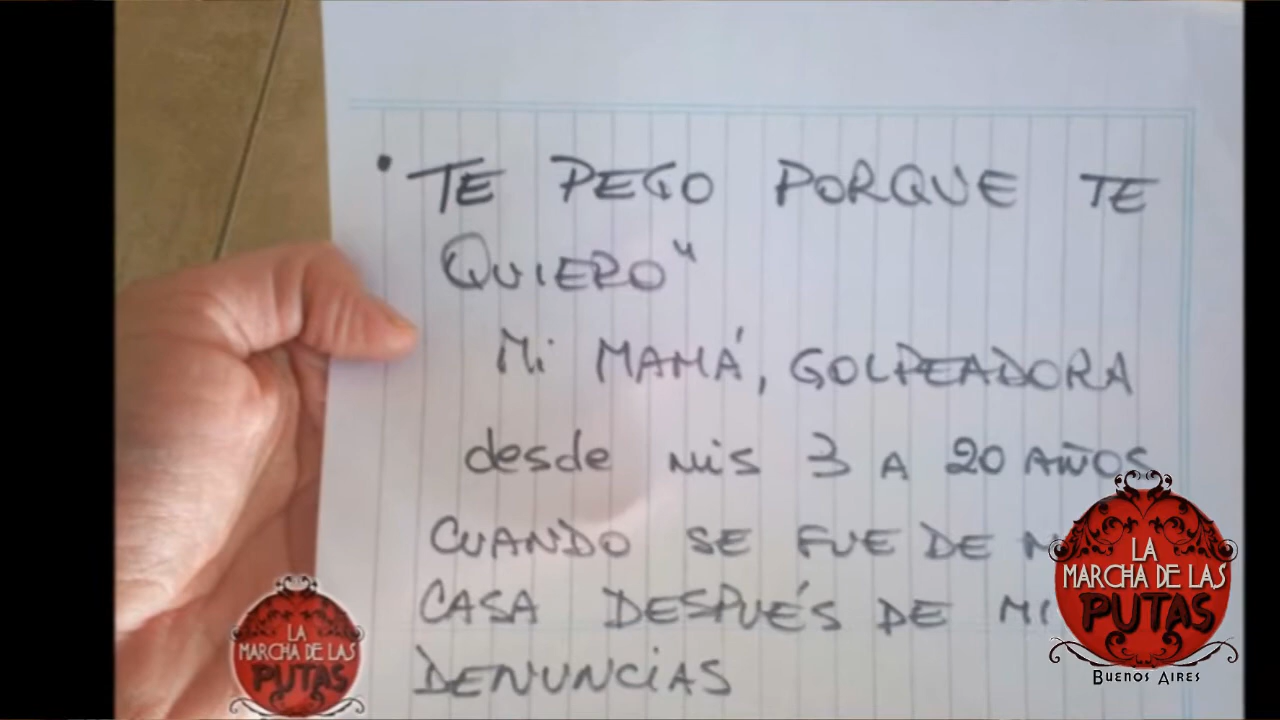 "TE PEGO PORQUE TE
QUIERO"
Mi MAMÁ, GOLPEADORA
desde mis 3 A 20 AÑOS
CUANDO SE FUE DE
CASA DESPUÉS DE
DENUNCiAS
LA
MARCHA DE LAS
PUTAS
LA
MARCHA DE LAS
PUTAS
BUENOS AIRES